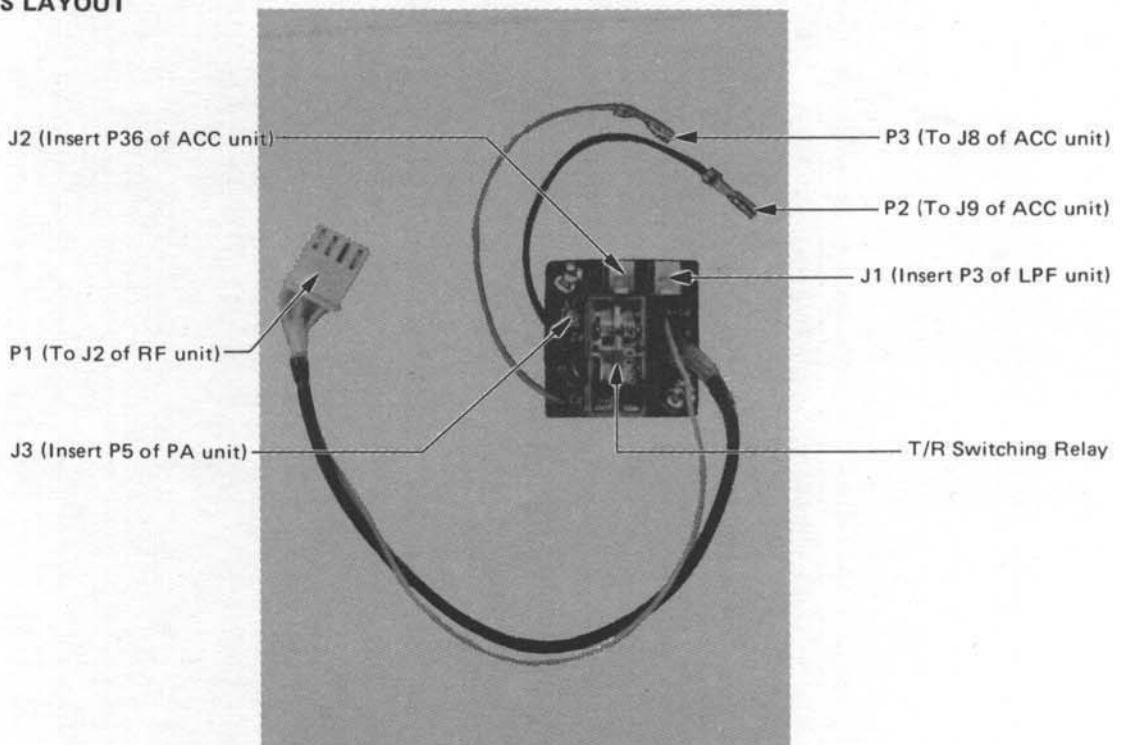 S LAYOUT
J2 (Insert P36 of ACC unit)
P3 (To J8 of ACC unit)
P2 (To J9 of ACC unit)
J1 (Insert P3 of LPF unit)
P1 (To J2 of RF unit)
J3 (Insert P5 of PA unit)
T/R Switching Relay